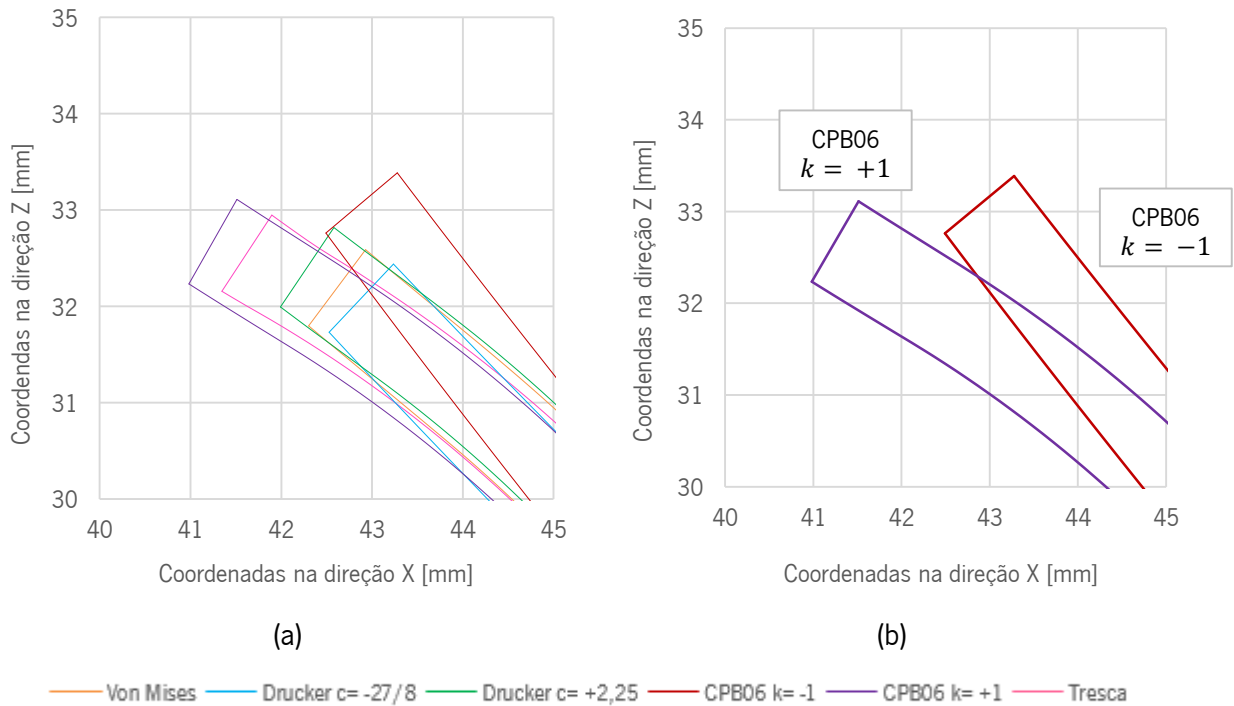 35
34
33
32
31
30
40
41
42
43
44
45
Coordendas na direção Z [mm]
Coordenadas na direção X [mm]
(a)
35
34
33
32
31
30
40
41
42
43
44
45
Coordendas na direção Z [mm]
Coordenadas na direção X [mm]
CPB06
k = +1
CPB06
k = −1
(b)
Von Mises Drucker c= -27/8 Drucker c= +2,25 CPB06 k= -1 CPB06 k= +1 Tresca